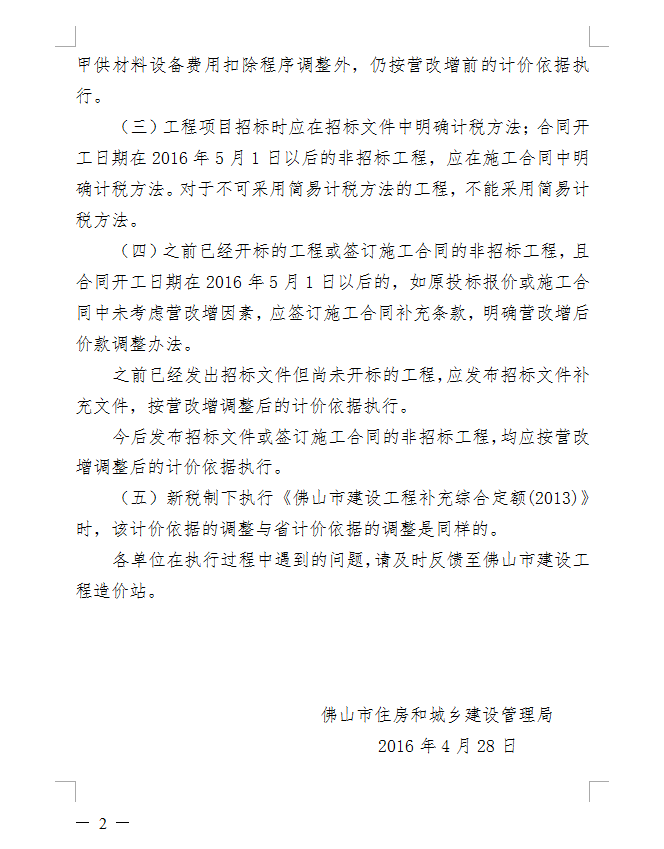 甲供材料设备费用扣除程序调整外，仍按营改增前的计价依据执
行。
（三）工程项目招标时应在招标文件中明确计税方法；合同开
工日期在 2016 年 5 月 1 日以后的非招标工程，应在施工合同中明
确计税方法。对于不可采用简易计税方法的工程，不能采用简易计
税方法。
（四）之前已经开标的工程或签订施工合同的非招标工程，且
合同开工日期在 2016 年 5 月 1 日以后的，如原投标报价或施工合
同中未考虑营改增因素，应签订施工合同补充条款，明确营改增后
价款调整办法。
之前已经发出招标文件但尚未开标的工程，应发布招标文件补
充文件，按营改增调整后的计价依据执行。
今后发布招标文件或签订施工合同的非招标工程，均应按营改
增调整后的计价依据执行。
（五）新税制下执行《佛山市建设工程补充综合定额(2013)》
时，该计价依据的调整与省计价依据的调整是同样的。
各单位在执行过程中遇到的问题，请及时反馈至佛山市建设工
程造价站。
佛山市住房和城乡建设管理局
2016 年 4 月 28 日
— 2 —